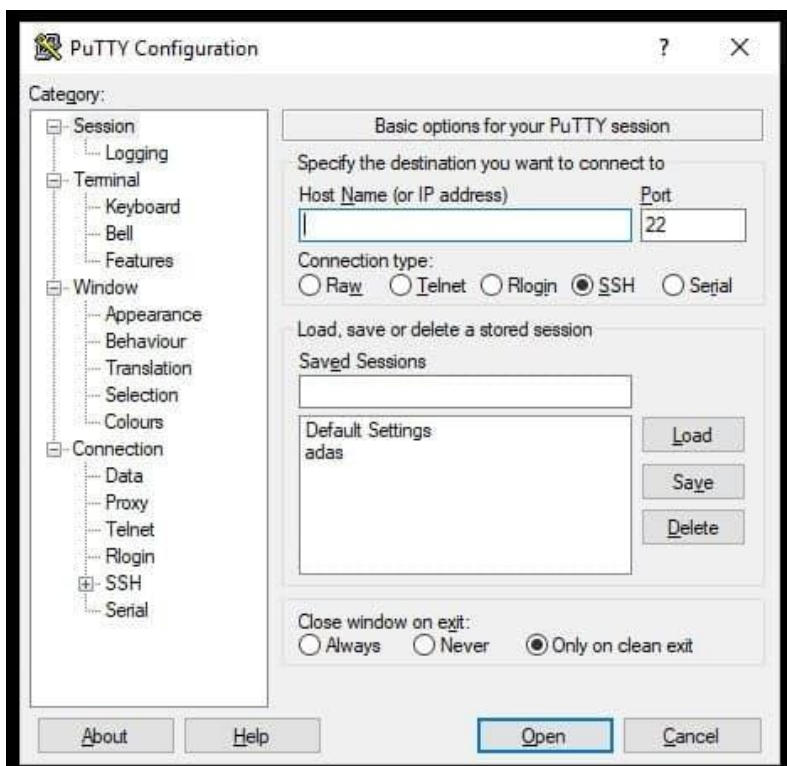 PuTTY Configuration
?
Category:
Session
Logging
Terminal
Keyboard
Bell
Features
Window
Appearance
Behaviour
Translation
Selection
Colours
Connection
Data
Proxy
Telnet
Rlogin
SSH
Serial
Basic options for your PuTTY session
Specify the destination you want to connect to
Host Name (or IP address) Port
22
Connection type:
Raw Telnet Rlogin SSH Serial
Load, save or delete a stored session
Saved Sessions
Default Settings
adas
Load
Save
Delete
Close window on exit:
Always Never Only on clean exit
About Help Open Cancel